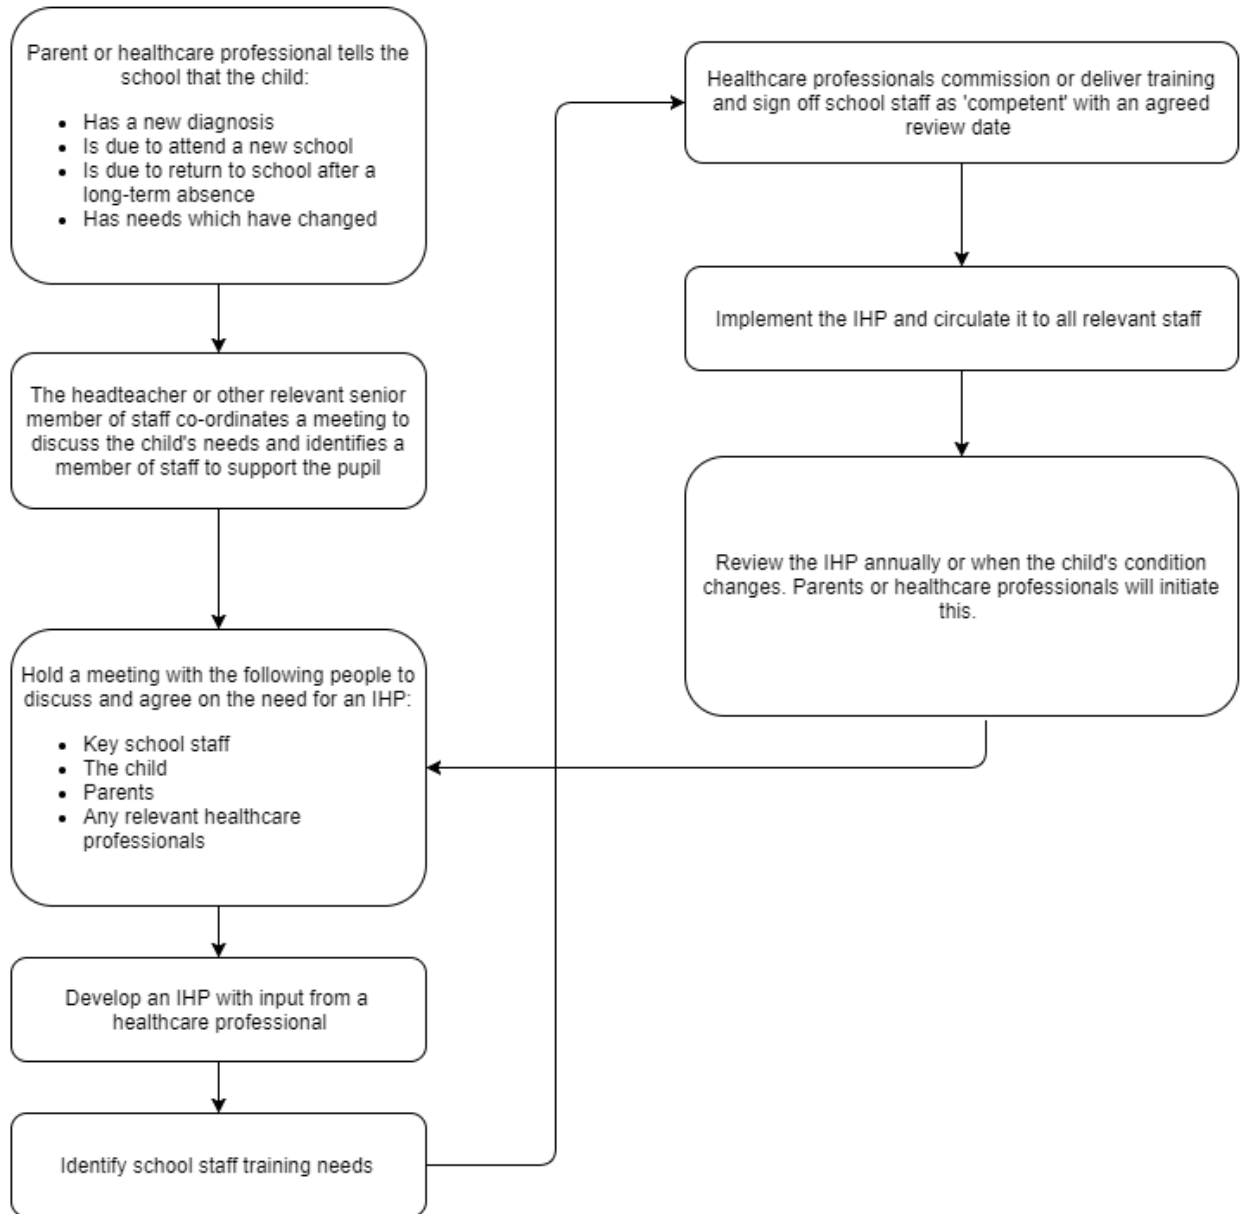 Parent or healthcare professional tells the
school that the child:
• Has a new diagnosis
• Is due to attend a new school
• Is due to return to school after a
long-term absence
• Has needs which have changed
The headteacher or other relevant senior
member of staff co-ordinates a meeting to
discuss the child's needs and identifies a
member of staff to support the pupil
Hold a meeting with the following people to
discuss and agree on the need for an IHP:
• Key school staff
• The child
• Parents
• Any relevant healthcare
professionals
Develop an IHP with input from a
healthcare professional
Identify school staff training needs
Healthcare professionals commission or deliver training
and sign off school staff as 'competent' with an agreed
review date
Implement the IHP and circulate it to all relevant staff
Review the IHP annually or when the child's condition
changes. Parents or healthcare professionals will initiate
this.